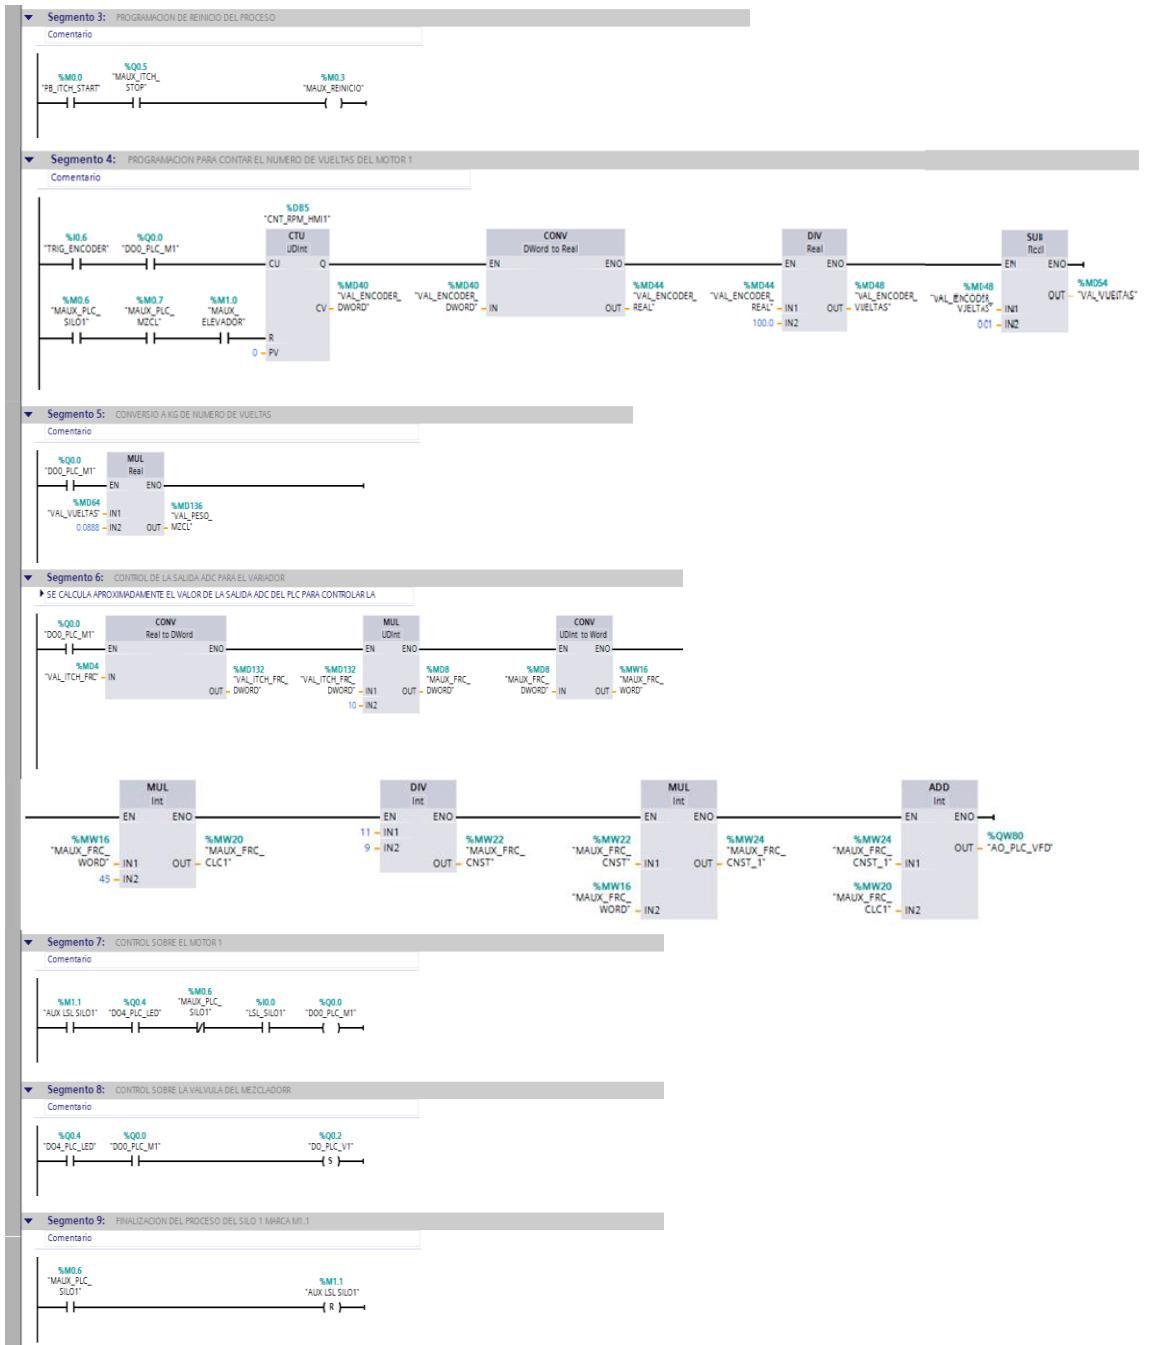 Segmento 3: PROGRAMACION DE REINICIO DEL PROCESO
Comentario
%M0.0
"PB_ITCH_START"
%Q0.5
"MAUX_ITCH_
STOP"
%M0.3
"MAUX_REINICIO"
Segmento 4: PROGRAMACION PARA CONTAR EL NUMERO DE VUELTAS DEL MOTOR 1
Comentario
%DB5
"CNT_RPM_HMI1"
%I0.6
"TRIG_ENCODER"
%Q0.0
"DO0_PLC_M1"
CTU
UDInt
CU Q
%M0.6
"MAUX_PLC_
SILO1"
%M0.7
"MAUX_PLC_
MZCL"
%M1.0
"MAUX_
ELEVADOR"
R
0 PV
CV
%MD40
"VAL_ENCODER_
DWORD"
CONV
DWord to Real
EN ENO
%MD40
"VAL_ENCODER_
DWORD" IN
OUT
%MD44
"VAL_ENCODER_
REAL"
DIV
Real
EN ENO
%MD44
"VAL_ENCODER_
REAL" IN1
100.0 IN2
OUT
%MD48
"VAL_ENCODER_
VUELTAS"
SUB
Real
EN ENO
%MD48
"VAL_ENCODER_
VUELTAS" IN1
IN2
OUT
"VAL_VUELTAS"
Segmento 5: CONVERSIO A KG DE NUMERO DE VUELTAS
Comentario
%Q0.0
"DO0_PLC_M1"
MUL
Real
EN ENO
%MD64
"VAL_VUELTAS" IN1
0.0888 IN2
OUT
%MD136
"VAL_PESO_
MZCL"
Segmento 6: CONTROL DE LA SALIDA ADC PARA EL VARIADOR
SE CALCULA APROXIMADAMENTE EL VALOR DE LA SALIDA ADC DEL PLC PARA CONTROLAR LA
%Q0.0
"DO0_PLC_M1"
CONV
Real to DWord
EN ENO
%MD4
"VAL_ITCH_FRC" IN
OUT
%MD132
"VAL_ITCH_FRC_
DWORD"
MUL
UDInt
EN ENO
%MD132
"VAL_ITCH_FRC_
DWORD" IN1
10 IN2
OUT
%MD8
"MAUX_FRC_
DWORD"
CONV
UDInt to Word
EN ENO
%MD8
"MAUX_FRC_
DWORD" IN
OUT
%MW16
"MAUX_FRC_
WORD"
MUL
Int
EN ENO
%MW16
"MAUX_FRC_
WORD" IN1
45 IN2
OUT
%MW20
"MAUX_FRC_
CLC1"
DIV
Int
EN ENO
11 IN1
9 IN2
OUT
%MW22
"MAUX_FRC_
CNST"
MUL
Int
EN ENO
%MW22
"MAUX_FRC_
CNST" IN1
%MW16
"MAUX_FRC_
WORD" IN2
OUT
%MW24
"MAUX_FRC_
CNST_1"
ADD
Int
EN ENO
%MW24
"MAUX_FRC_
CNST_1" IN1
%MW20
"MAUX_FRC_
CLC1" IN2
OUT
%QW80
"AO_PLC_VFD"
Segmento 7: CONTROL SOBRE EL MOTOR 1
Comentario
%M1.1
"AUX LSL SILO1"
%Q0.4
"DO4_PLC_LED"
%M0.6
"MAUX_PLC_
SILO1"
%I0.0
"LSL_SILO1"
%Q0.0
"DO0_PLC_M1"
Segmento 8: CONTROL SOBRE LA VALVULA DEL MEZCLADORR
Comentario
%Q0.4
"DO4_PLC_LED"
%Q0.0
"DO0_PLC_M1"
%Q0.2
"DO_PLC_V1"
S
Segmento 9: FINALIZACION DEL PROCESO DEL SILO 1 MARCA M1.1
Comentario
%M0.6
"MAUX_PLC_
SILO1"
%M1.1
"AUX LSL SILO1"
R